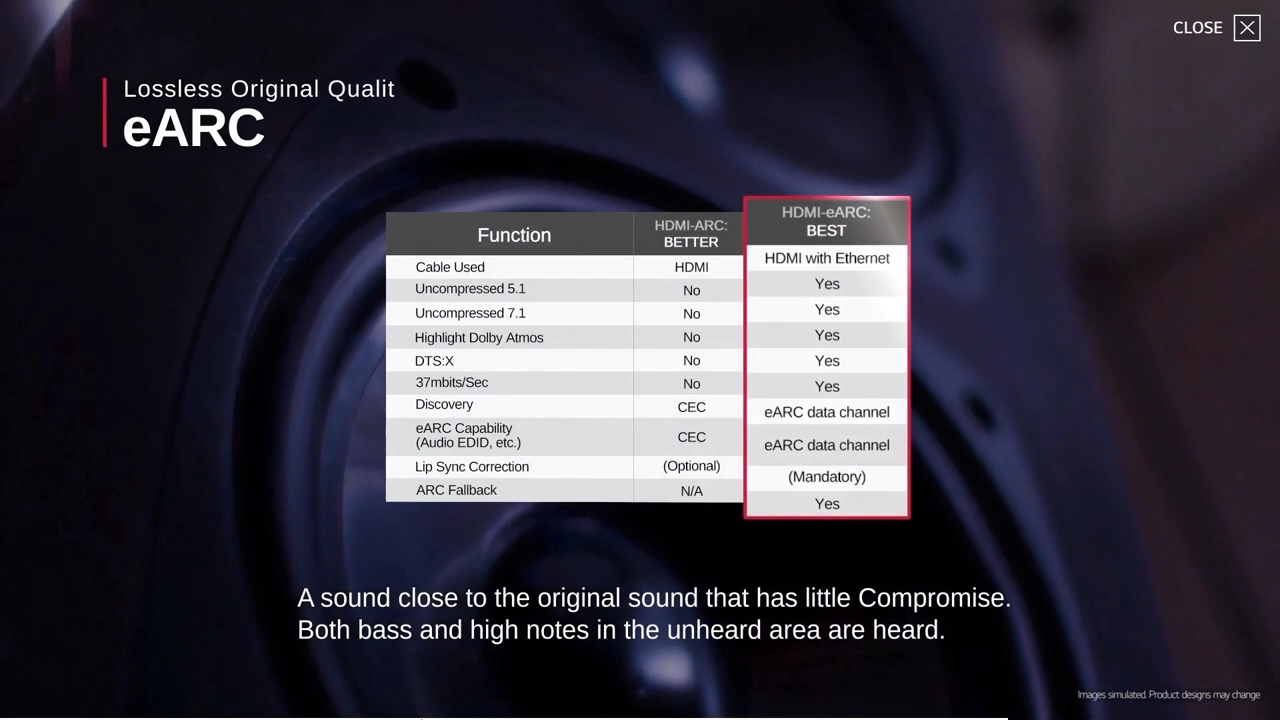 CLOSE
Lossless Original Qualit
eARC
Function HDMI-ARC: BETTER HDMI-eARC: BEST
Cable Used HDMI HDMI with Ethernet
Uncompressed 5.1 No Yes
Uncompressed 7.1 No Yes
Highlight Dolby Atmos No Yes
DTS:X No Yes
37mbits/Sec No Yes
Discovery CEC eARC data channel
eARC Capability (Audio EDID, etc.) CEC eARC data channel
Lip Sync Correction (Optional) (Mandatory)
ARC Fallback N/A Yes
A sound close to the original sound that has little Compromise.
Both bass and high notes in the unheard area are heard.
Images simulated. Product designs may change